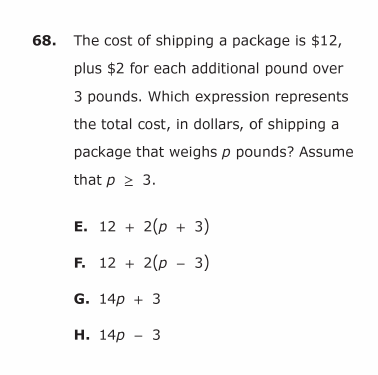 68. The cost of shipping a package is $12,
plus $2 for each additional pound over
3 pounds. Which expression represents
the total cost, in dollars, of shipping a
package that weighs p pounds? Assume
that p ≥ 3.
E. 12 + 2(p + 3)
F. 12 + 2(p − 3)
G. 14p + 3
H. 14p − 3